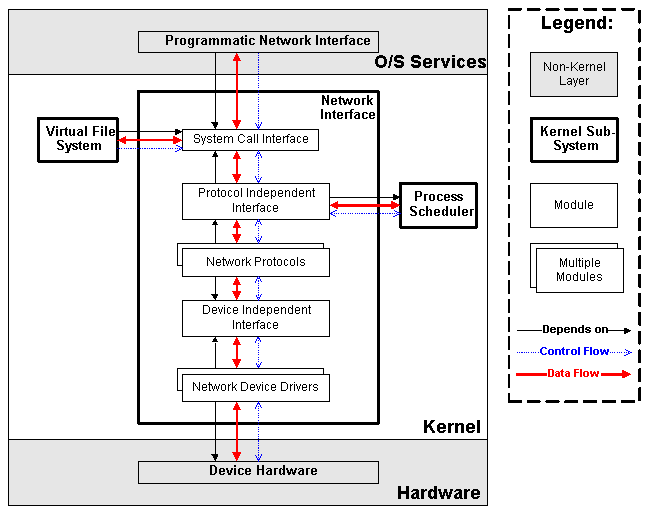 Programmatic Network Interface
O/S Services
Network
Interface
Virtual File
System
System Call Interface
Protocol Independent
Interface
Process
Scheduler
Network Protocols
Device Independent
Interface
Network Device Drivers
Kernel
Device Hardware
Hardware
Legend:
Non-Kernel
Layer
Kernel Sub-
System
Module
Multiple
Modules
Depends on
Control Flow
Data Flow